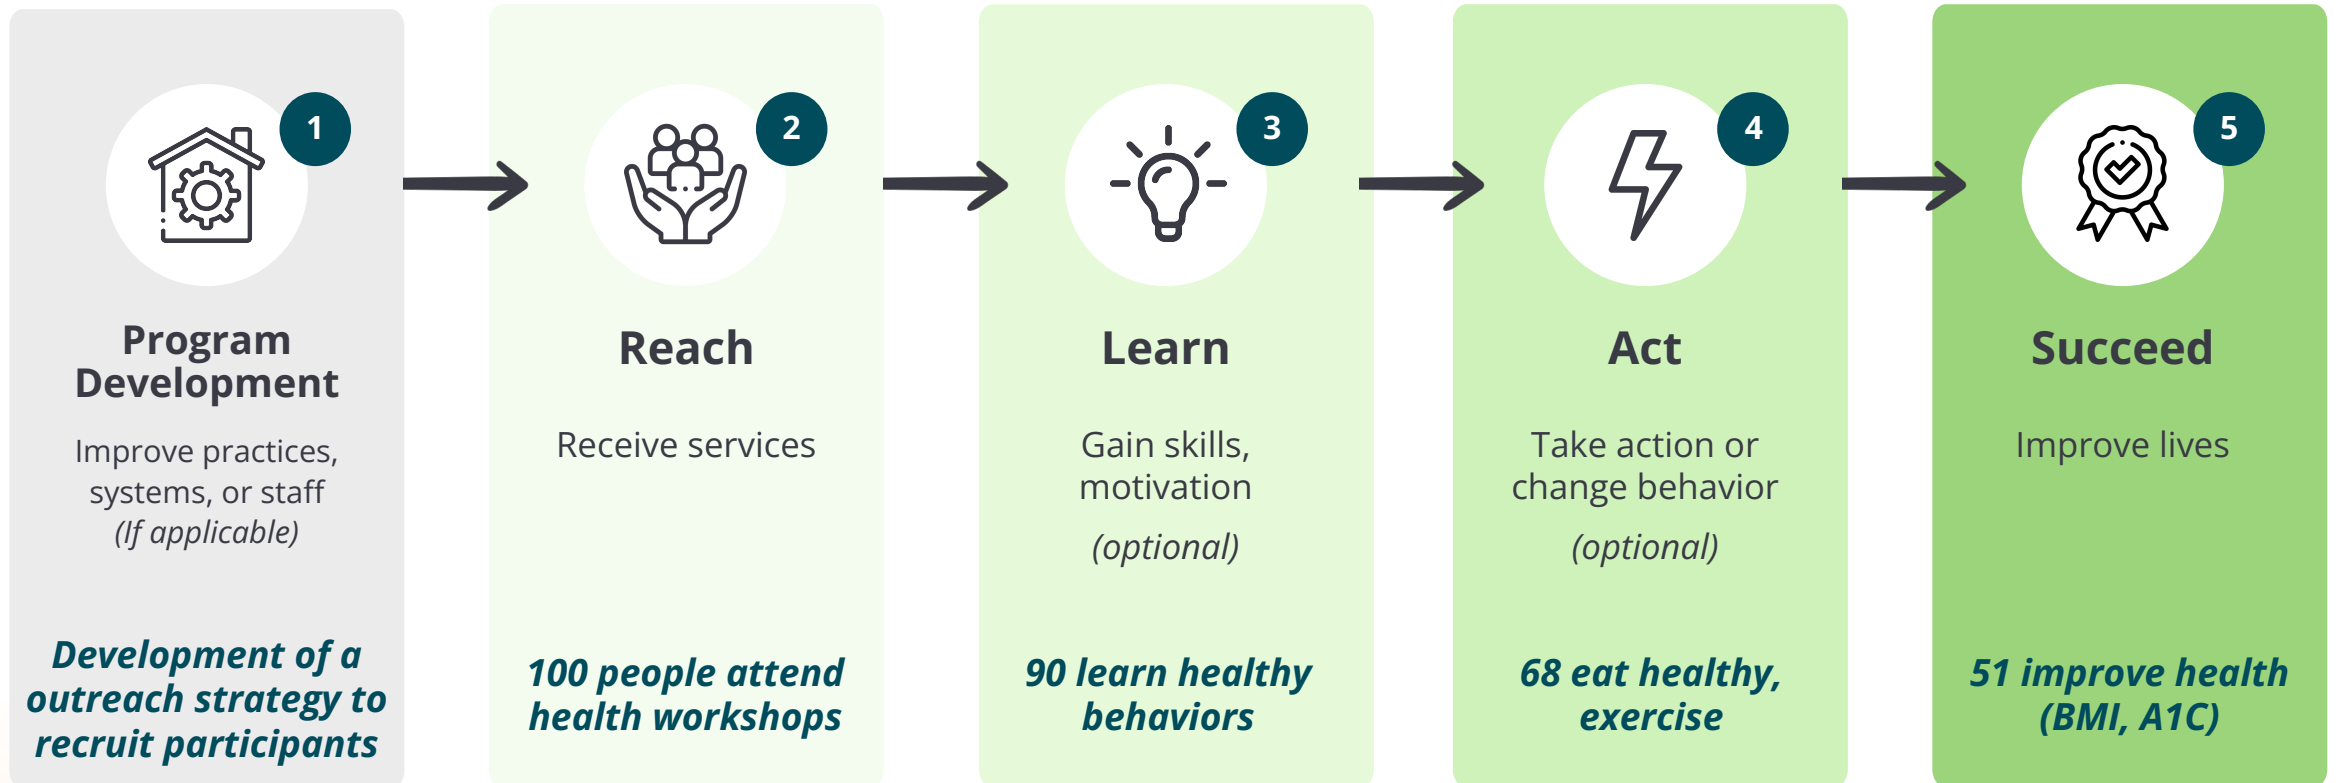 1
Program
Development
Improve practices,
systems, or staff
(If applicable)
Development of a
outreach strategy to
recruit participants
2
Reach
Receive services
100 people attend
health workshops
3
Learn
Gain skills,
motivation
(optional)
90 learn healthy
behaviors
4
Act
Take action or
change behavior
(optional)
68 eat healthy,
exercise
5
Succeed
Improve lives
51 improve health
(BMI, A1C)